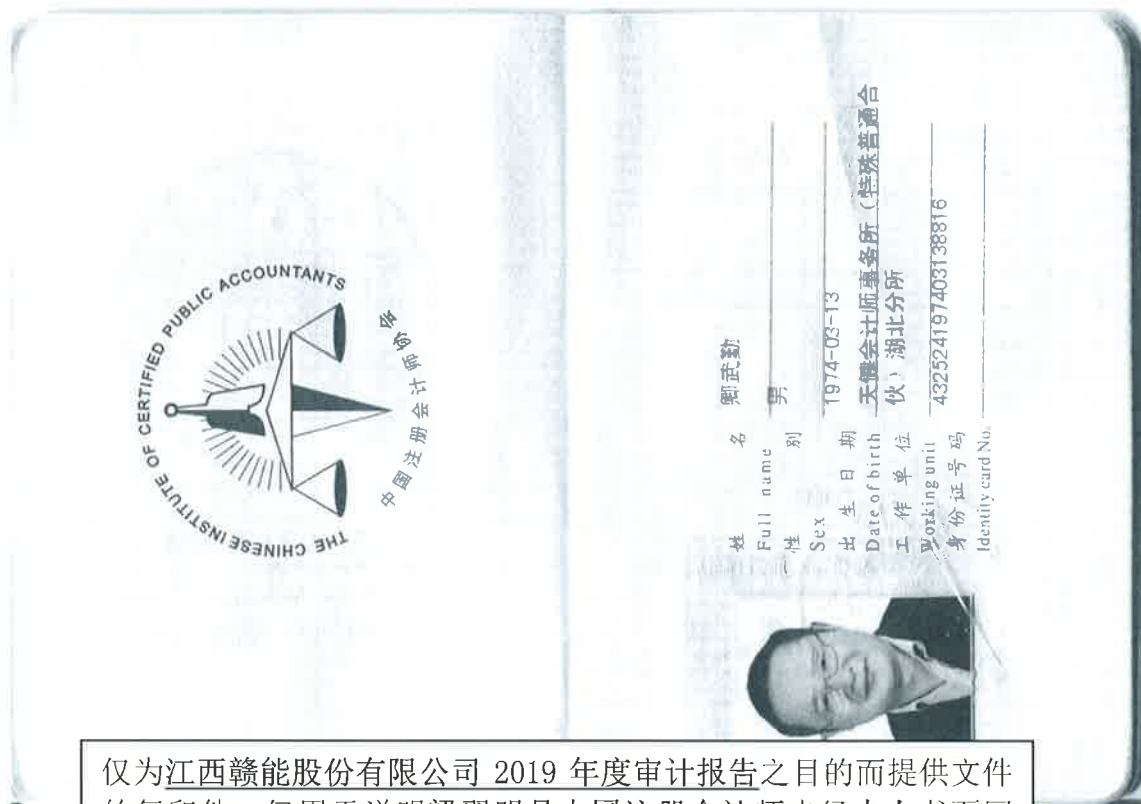 THE CHINESE INSTITUTE OF CERTIFIED PUBLIC ACCOUNTANTS
中国注册会计师协会
姓 名 卿武勤
Full name
性 别 男
Sex
出 生 日 期 1974-03-13
Date of birth
工 作 单 位 天健会计师事务所（特殊普通合
伙）湖北分所
Working unit
身份证号码 432524197403138816
Identity card No.
仅为江西赣能股份有限公司 2019 年度审计报告之目的而提供文件